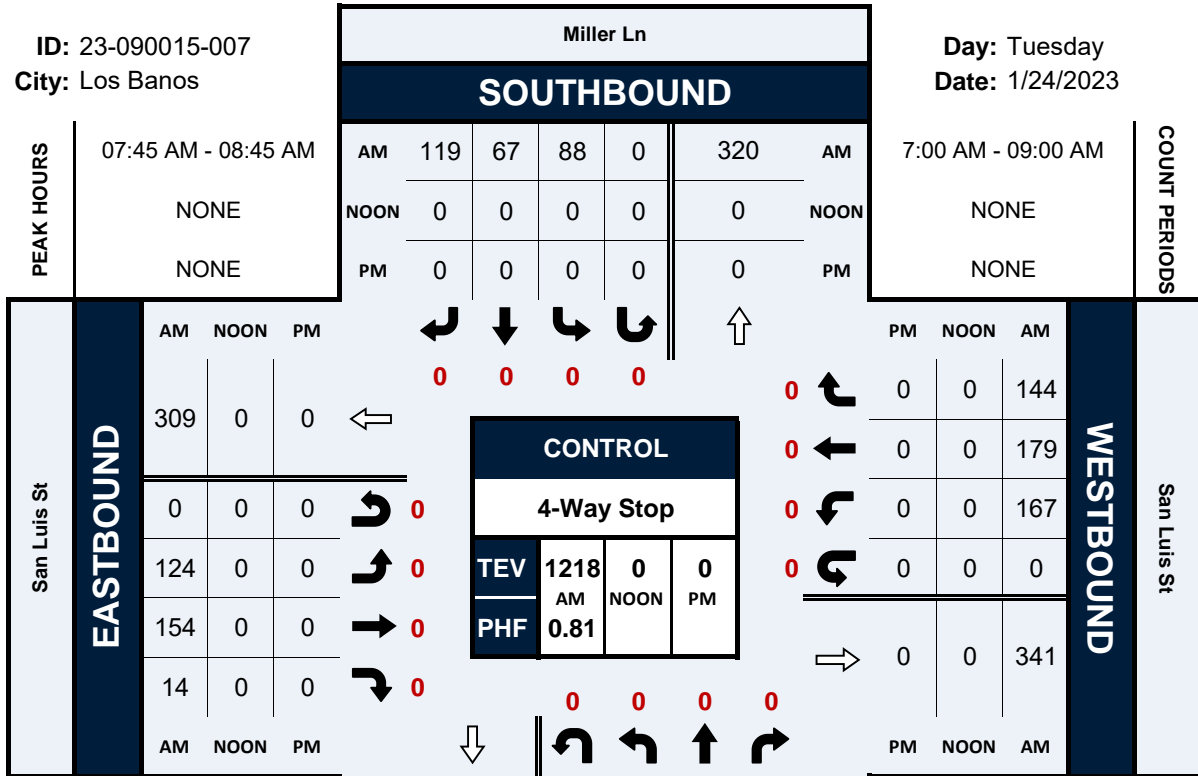 Miller Ln
ID: 23-090015-007
Day: Tuesday
City: Los Banos
Date: 1/24/2023
SOUTHBOUND
PEAK HOURS
07:45 AM - 08:45 AM
NONE
NONE
AM 119 67 88 0 320 AM
NOON 0 0 0 0 0 NOON
PM 0 0 0 0 0 PM
7:00 AM - 09:00 AM
NONE
NONE
COUNT PERIODS
San Luis St
EASTBOUND
AM NOON PM
309 0 0
0 0 0 0
124 0 0 0
154 0 0 0
14 0 0 0
AM NOON PM
0 0 0 0
CONTROL
4-Way Stop
TEV 1218 0 0
AM NOON PM
PHF 0.81
0 0 0 0
PM NOON AM
0 0 0 144
0 0 0 179
0 0 0 167
0 0 0 0
0 0 341
PM NOON AM
WESTBOUND
San Luis St